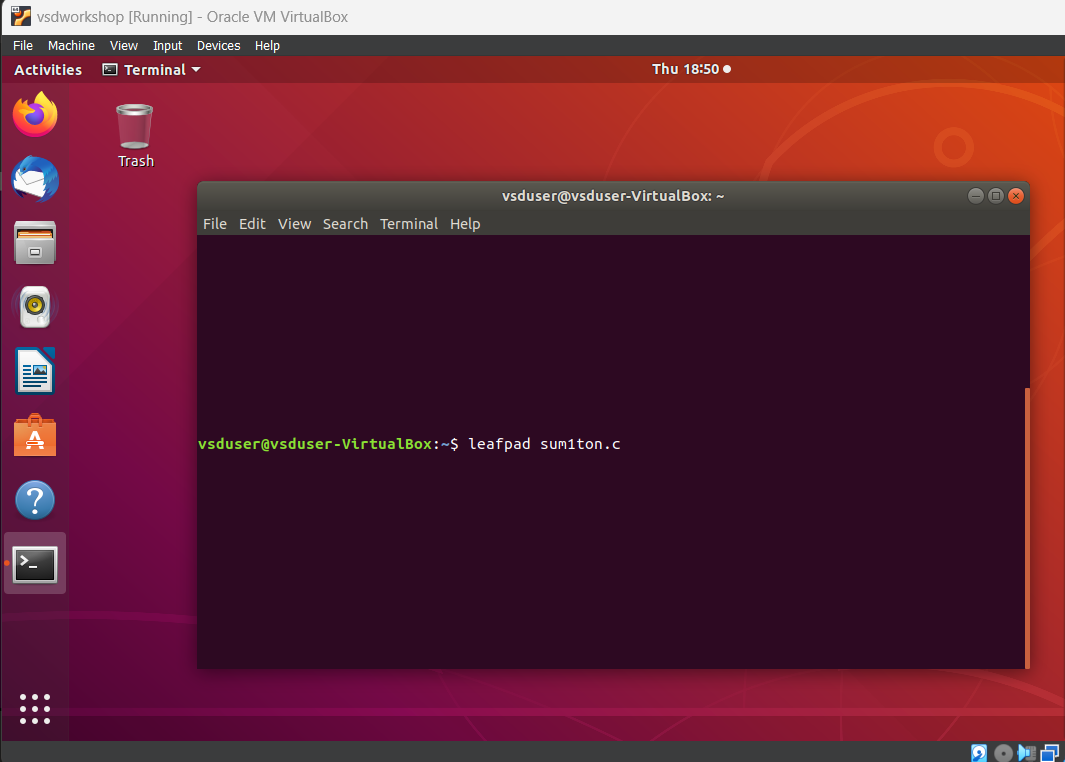 vsdworkshop [Running] - Oracle VM VirtualBox
File Machine View Input Devices Help
Activities Terminal Thu 18:50
Trash
vsduser@vsduser-VirtualBox: ~
File Edit View Search Terminal Help
vsduser@vsduser-VirtualBox:~$ leafpad sum1ton.c